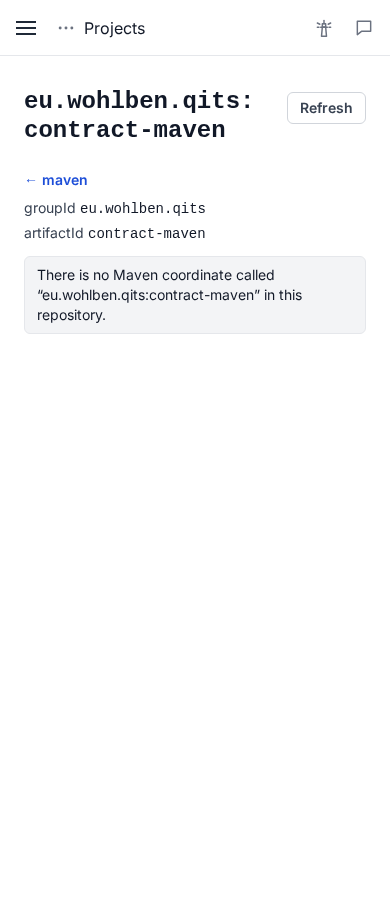 Projects
eu.wohlben.qits:
contract-maven
Refresh
← maven
groupId eu.wohlben.qits
artifactId contract-maven
There is no Maven coordinate called
“eu.wohlben.qits:contract-maven” in this
repository.